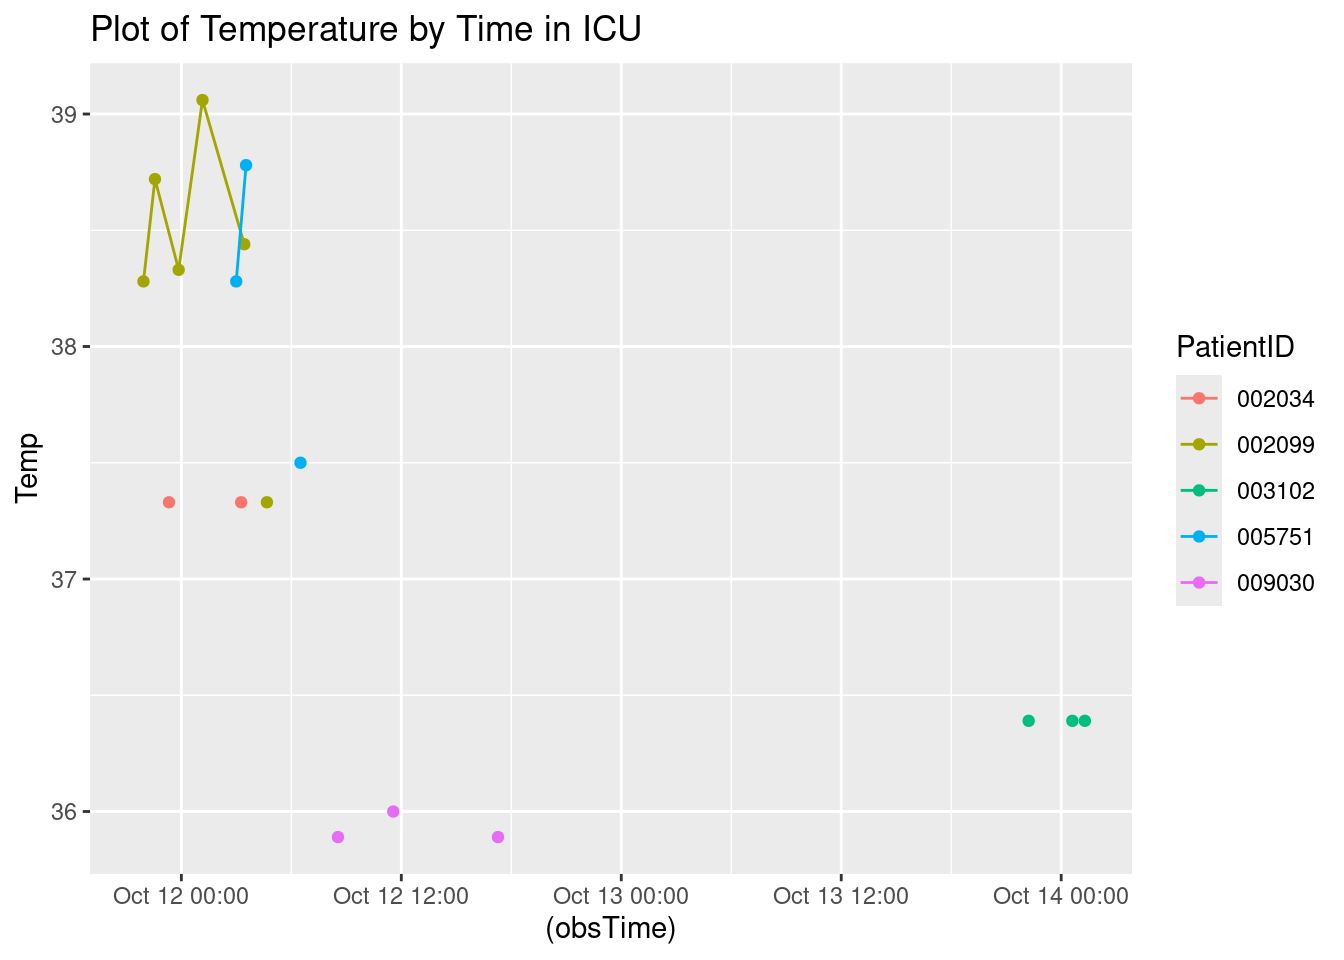 Plot of Temperature by Time in ICU
39
38
37
36
Temp
Oct 12 00:00
Oct 12 12:00
Oct 13 00:00
Oct 13 12:00
Oct 14 00:00
(obsTime)
PatientID
002034
002099
003102
005751
009030